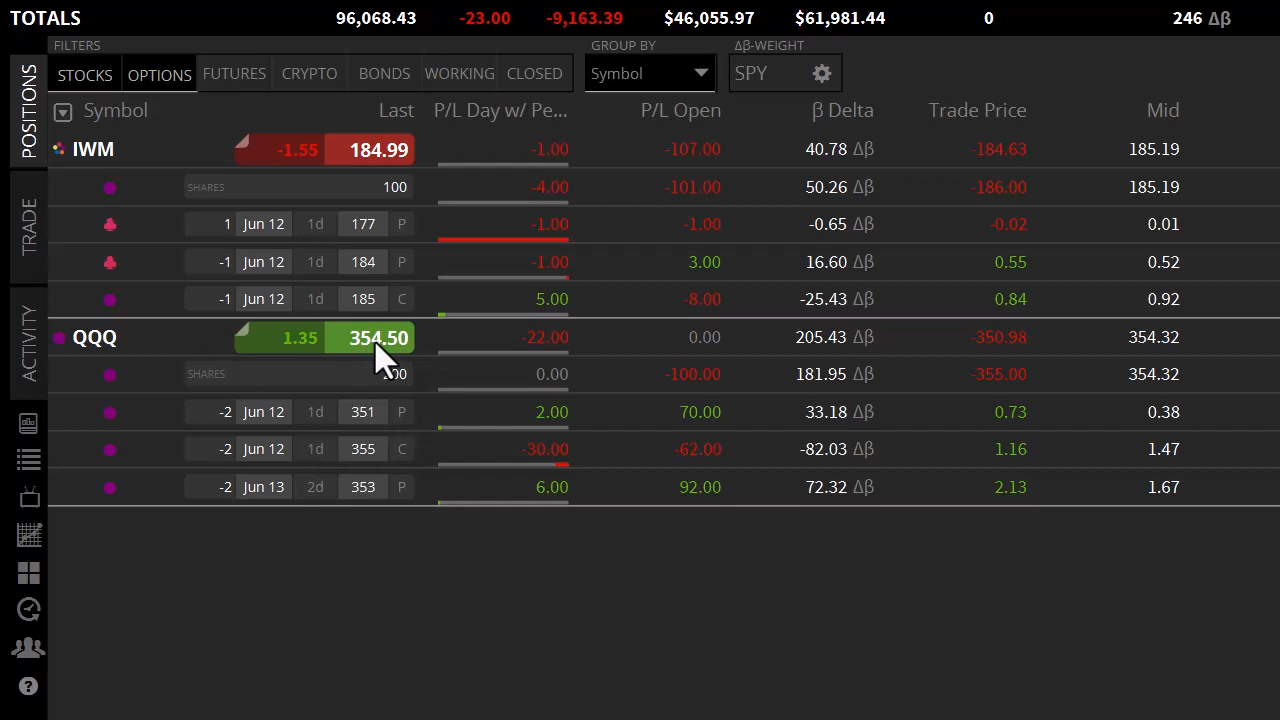 TOTALS 96,068.43 -23.00 -9,163.39 $46,055.97 $61,981.44 0 246 Δβ
FILTERS GROUP BY Δβ-WEIGHT
STOCKS OPTIONS FUTURES CRYPTO BONDS WORKING CLOSED Symbol SPY
Symbol Last P/L Day w/ Pe... P/L Open β Delta Trade Price Mid
IWM -1.55 184.99 -1.00 -107.00 40.78 Δβ -184.63 185.19
SHARES 100 -4.00 -101.00 50.26 Δβ -186.00 185.19
1 Jun 12 1d 177 P -1.00 -1.00 -0.65 Δβ -0.02 0.01
-1 Jun 12 1d 184 P -1.00 3.00 16.60 Δβ 0.55 0.52
-1 Jun 12 1d 185 C 5.00 -8.00 -25.43 Δβ 0.84 0.92
QQQ 1.35 354.50 -22.00 0.00 205.43 Δβ -350.98 354.32
SHARES 0.00 -100.00 181.95 Δβ -355.00 354.32
-2 Jun 12 1d 351 P 2.00 70.00 33.18 Δβ 0.73 0.38
-2 Jun 12 1d 355 C -30.00 -62.00 -82.03 Δβ 1.16 1.47
-2 Jun 13 2d 353 P 6.00 92.00 72.32 Δβ 2.13 1.67
POSITIONS
TRADE
ACTIVITY
?